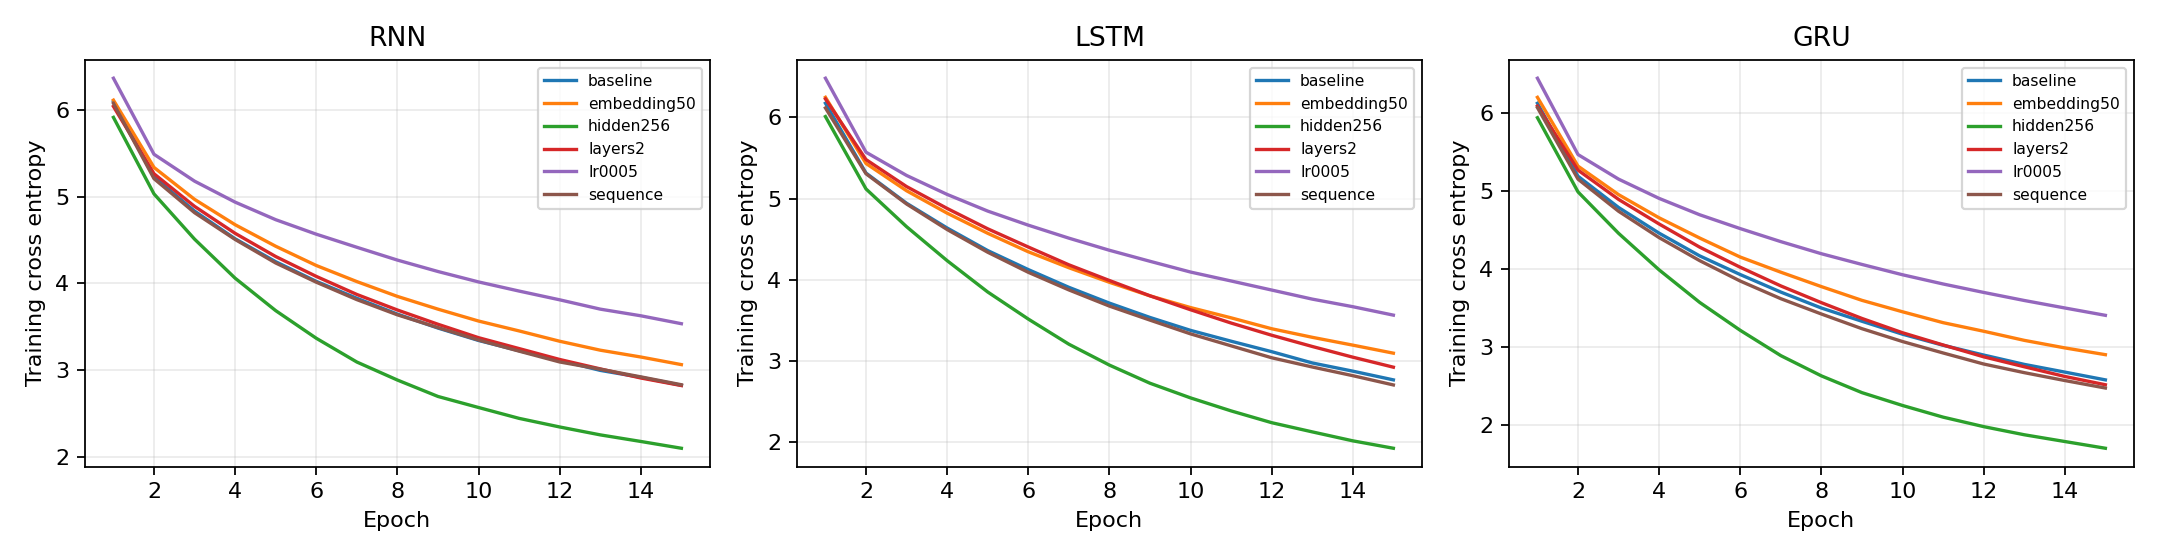 RNN
Training cross entropy
6
5
4
3
2
2 4 6 8 10 12 14
Epoch
baseline
embedding50
hidden256
layers2
lr0005
sequence
LSTM
Training cross entropy
6
5
4
3
2
2 4 6 8 10 12 14
Epoch
baseline
embedding50
hidden256
layers2
lr0005
sequence
GRU
Training cross entropy
6
5
4
3
2
2 4 6 8 10 12 14
Epoch
baseline
embedding50
hidden256
layers2
lr0005
sequence